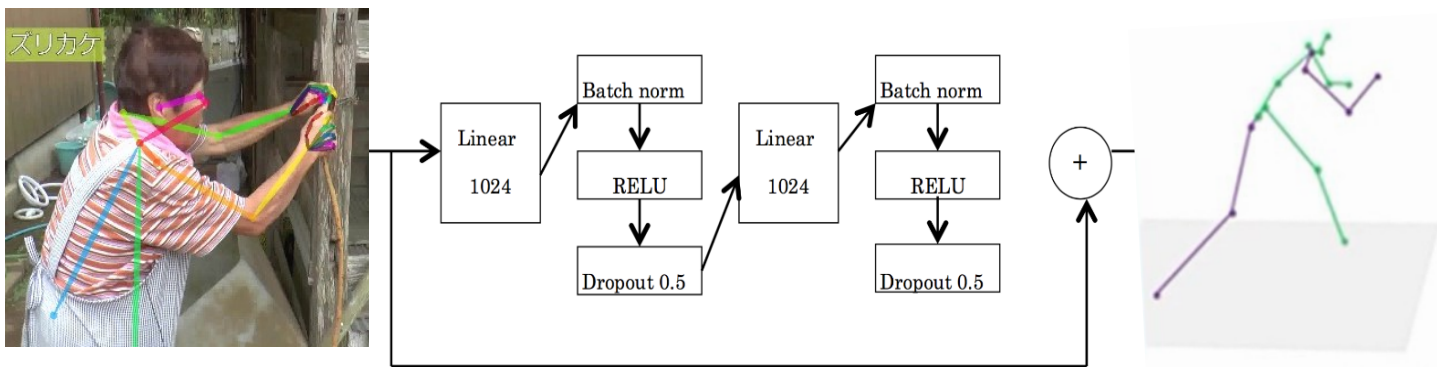 ズリカケ
Linear
1024
Batch norm
RELU
Dropout 0.5
Linear
1024
Batch norm
RELU
Dropout 0.5
+